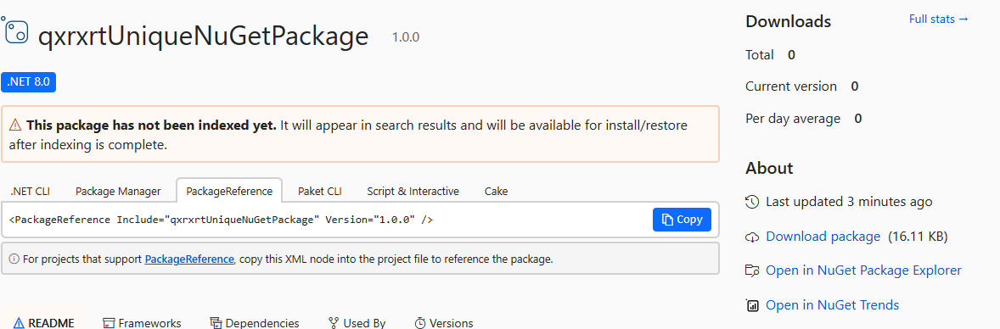 qxrxrtUniqueNuGetPackage 1.0.0
.NET 8.0
This package has not been indexed yet. It will appear in search results and will be available for install/restore
after indexing is complete.
.NET CLI Package Manager PackageReference Paket CLI Script & Interactive Cake
<PackageReference Include="qxrxrtUniqueNuGetPackage" Version="1.0.0" />
Copy
For projects that support PackageReference, copy this XML node into the project file to reference the package.
README Frameworks Dependencies Used By Versions
Downloads Full stats →
Total 0
Current version 0
Per day average 0
About
Last updated 3 minutes ago
Download package (16.11 KB)
Open in NuGet Package Explorer
Open in NuGet Trends